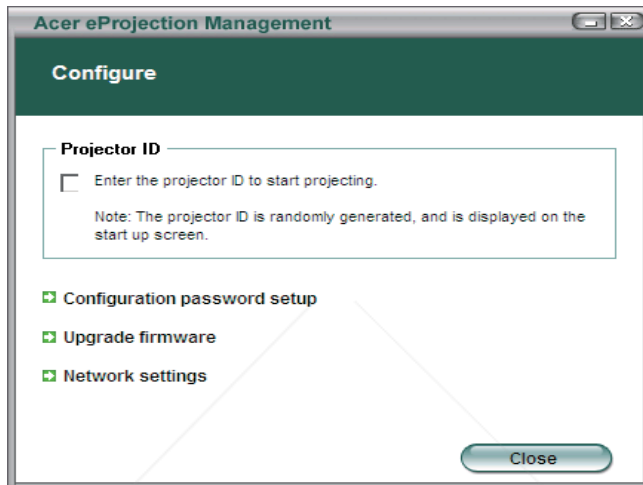 Acer eProjection Management
Configure
Projector ID
Enter the projector ID to start projecting.
Note: The projector ID is randomly generated, and is displayed on the
start up screen.
Configuration password setup
Upgrade firmware
Network settings
Close